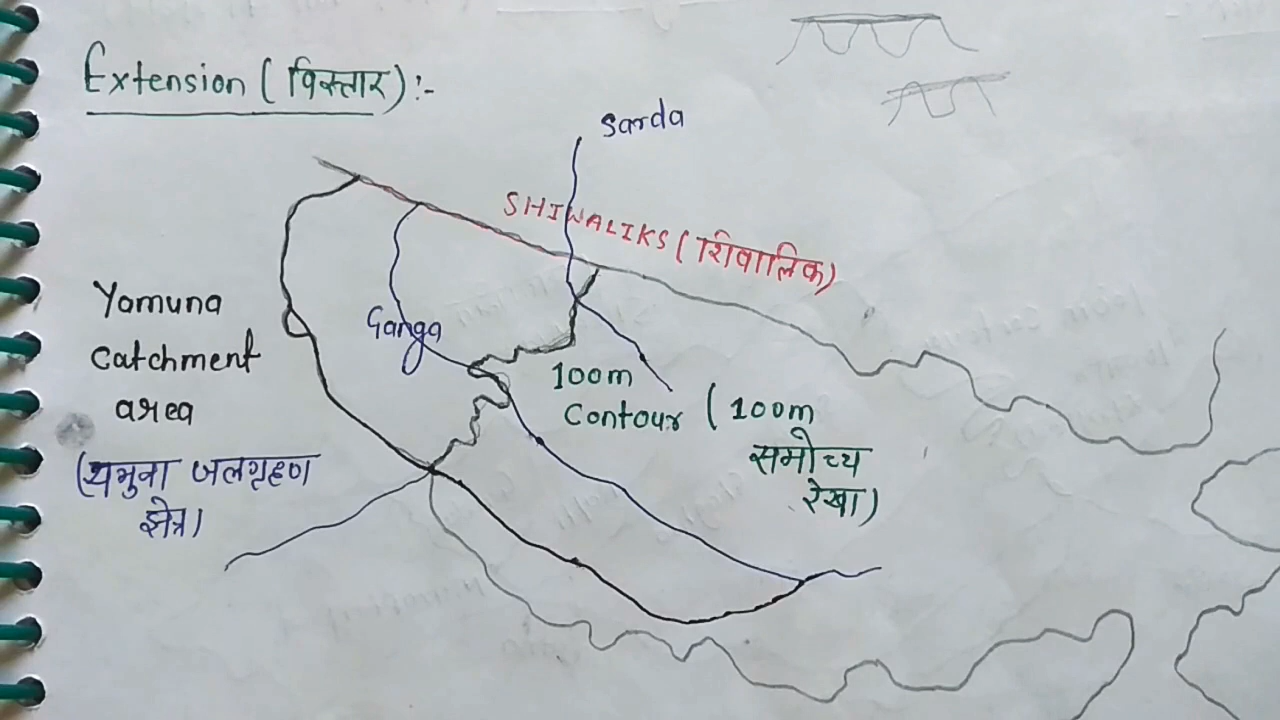 Extension (विस्तार) :-
Sarda
SHIWALIKS (शिवालिक)
Yamuna
Catchment
area
(यमुना जलग्रहण
क्षेत्र)
Ganga
100m
Contour (100m
समोच्य
रेखा)